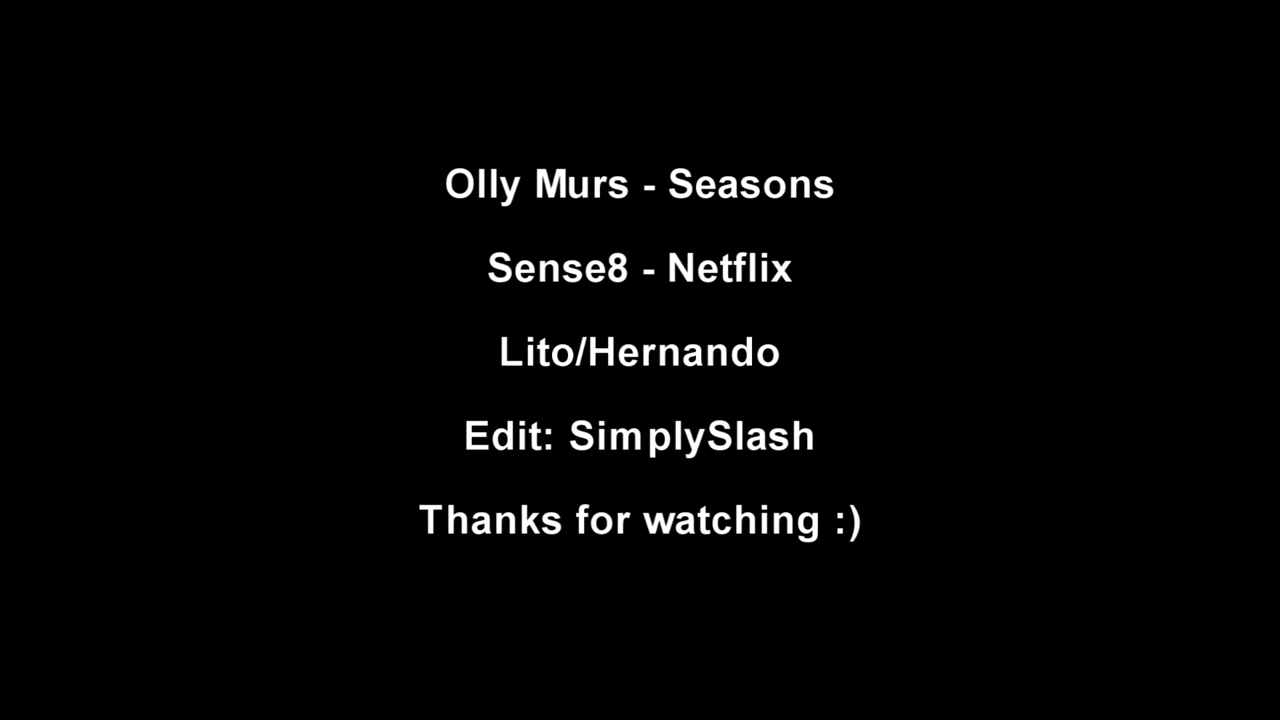 Olly Murs - Seasons
Sense8 - Netflix
Lito/Hernando
Edit: SimplySlash
Thanks for watching :)